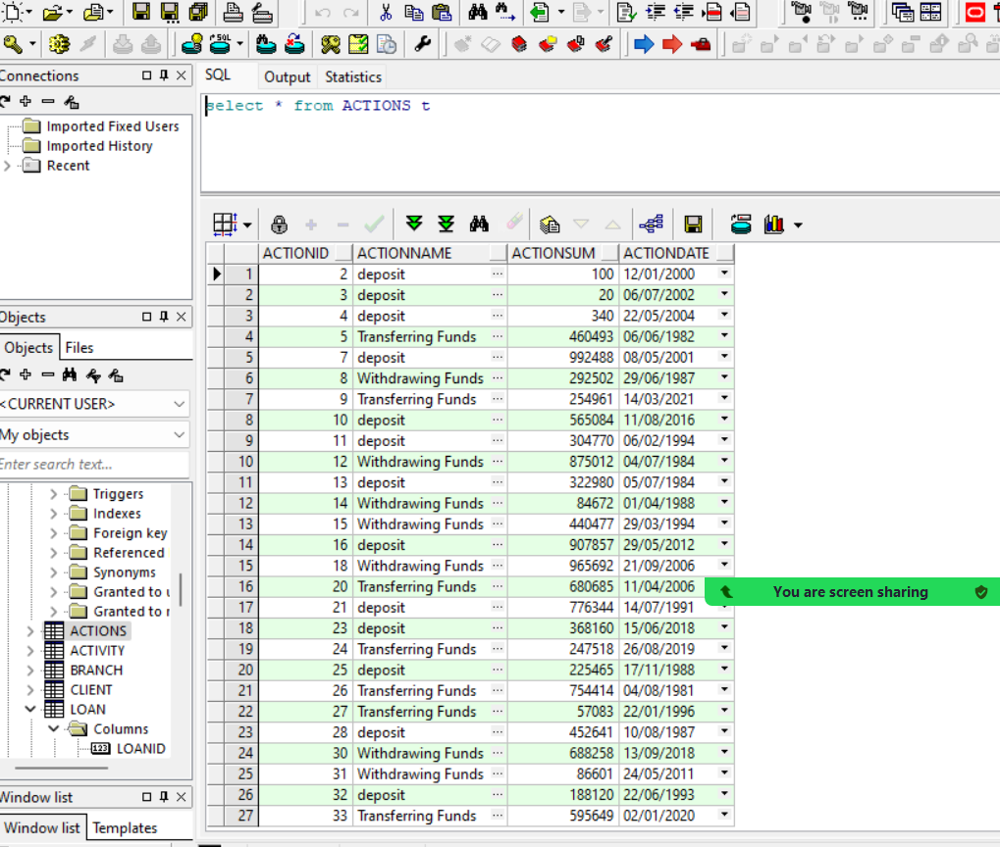 SQL
Connections
SQL Output Statistics
select * from ACTIONS t
Imported Fixed Users
Imported History
Recent
Objects
Objects Files
<CURRENT USER>
My objects
Enter search text...
Triggers
Indexes
Foreign key
Referenced
Synonyms
Granted to u
Granted to r
ACTIONS
ACTIVITY
BRANCH
CLIENT
LOAN
Columns
123 LOANID
Window list
Window list Templates
ACTIONID ACTIONNAME ACTIONSUM ACTIONDATE
1 2 deposit ... 100 12/01/2000
2 3 deposit ... 20 06/07/2002
3 4 deposit ... 340 22/05/2004
4 5 Transferring Funds ... 460493 06/06/1982
5 7 deposit ... 992488 08/05/2001
6 8 Withdrawing Funds ... 292502 29/06/1987
7 9 Transferring Funds ... 254961 14/03/2021
8 10 deposit ... 565084 11/08/2016
9 11 deposit ... 304770 06/02/1994
10 12 Withdrawing Funds ... 875012 04/07/1984
11 13 deposit ... 322980 05/07/1984
12 14 Withdrawing Funds ... 84672 01/04/1988
13 15 Withdrawing Funds ... 440477 29/03/1994
14 16 deposit ... 907857 29/05/2012
15 18 Withdrawing Funds ... 965692 21/09/2006
16 20 Transferring Funds ... 680685 11/04/2006
17 21 deposit ... 776344 14/07/1991
18 23 deposit ... 368160 15/06/2018
19 24 Transferring Funds ... 247518 26/08/2019
20 25 deposit ... 225465 17/11/1988
21 26 Transferring Funds ... 754414 04/08/1981
22 27 Transferring Funds ... 57083 22/01/1996
23 28 deposit ... 452641 10/08/1987
24 30 Withdrawing Funds ... 688258 13/09/2018
25 31 Withdrawing Funds ... 86601 24/05/2011
26 32 deposit ... 188120 22/06/1993
27 33 Transferring Funds ... 595649 02/01/2020
You are screen sharing